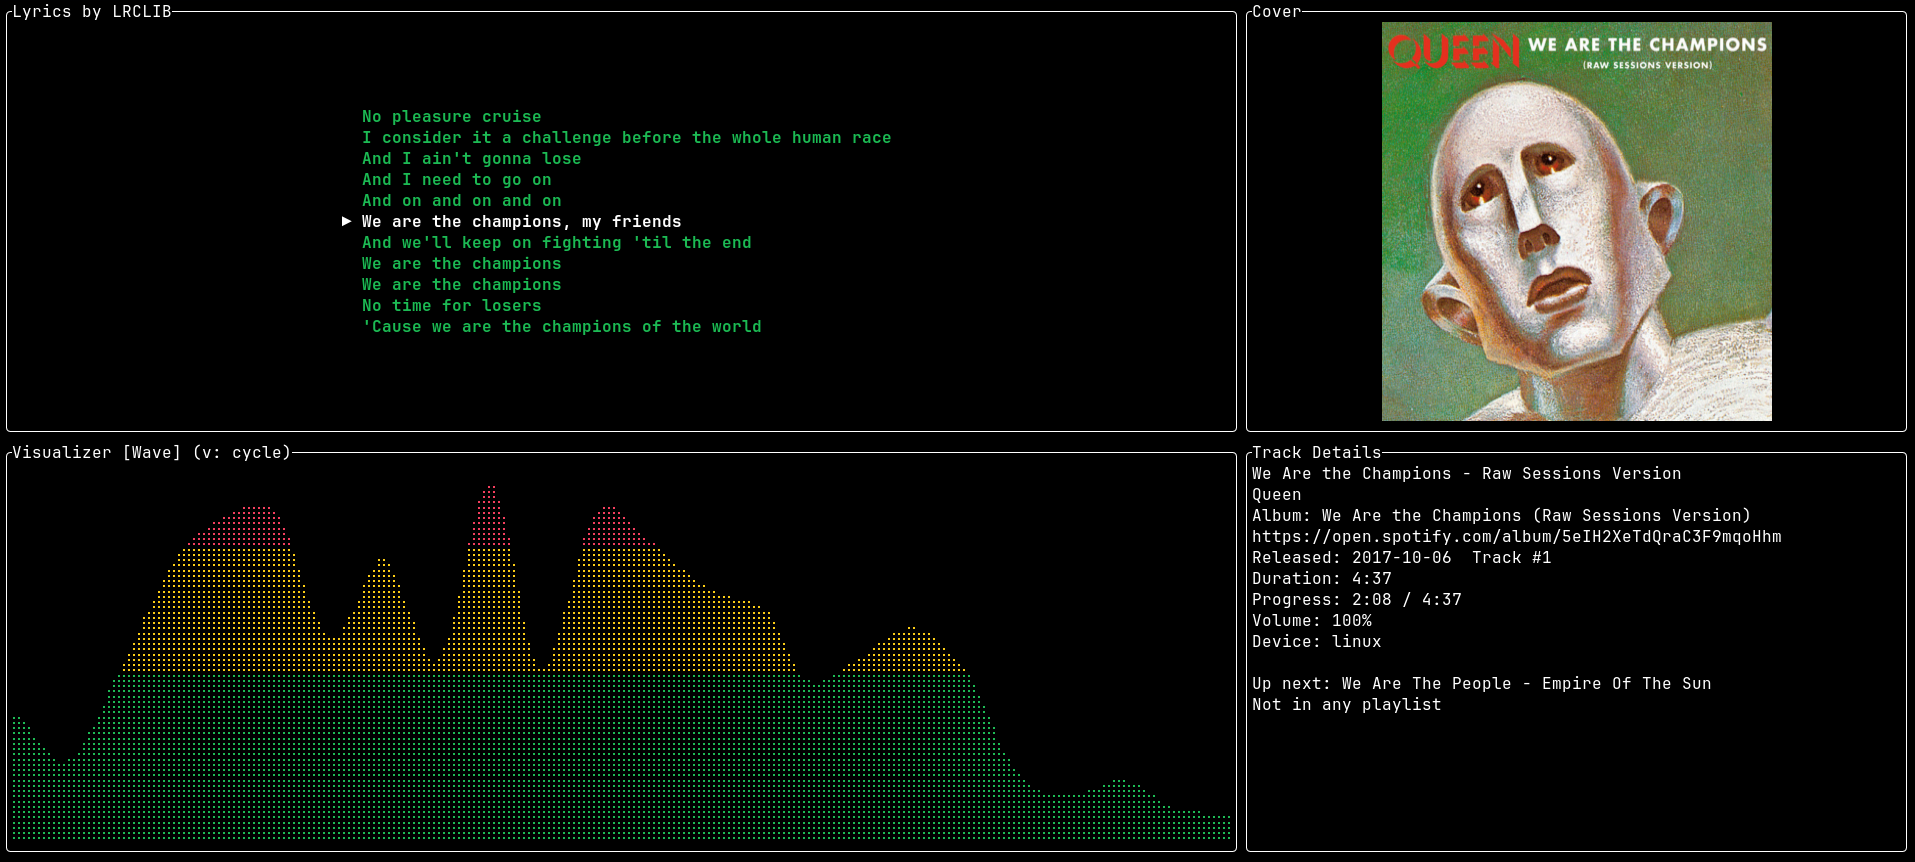 Lyrics by LRCLIB
No pleasure cruise
I consider it a challenge before the whole human race
And I ain't gonna lose
And I need to go on
And on and on and on
▶ We are the champions, my friends
And we'll keep on fighting 'til the end
We are the champions
We are the champions
No time for losers
'Cause we are the champions of the world
Cover
QUEEN WE ARE THE CHAMPIONS
(RAW SESSIONS VERSION)
Visualizer [Wave] (v: cycle)
Track Details
We Are the Champions - Raw Sessions Version
Queen
Album: We Are the Champions (Raw Sessions Version)
https://open.spotify.com/album/5eIH2XeTdQraC3F9mqoHhm
Released: 2017-10-06  Track #1
Duration: 4:37
Progress: 2:08 / 4:37
Volume: 100%
Device: linux
Up next: We Are The People - Empire Of The Sun
Not in any playlist